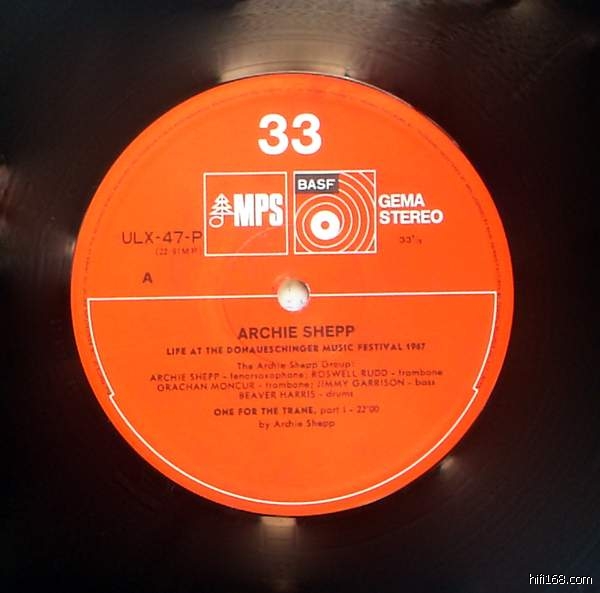 33
MPS
BASF
GEMA
STEREO
ULX-47-P
33⅓
A
ARCHIE SHEPP
LIFE AT THE DONAUESCHINGER MUSIC FESTIVAL 1967
The Archie Shepp Group:
ARCHIE SHEPP - tenorsaxophone; ROSWELL RUDD - trombone
GRACHAN MONCUR - trombone; JIMMY GARRISON - bass
BEAVER HARRIS - drums
ONE FOR THE TRANE, part I - 22'00
by Archie Shepp
hifi168.com